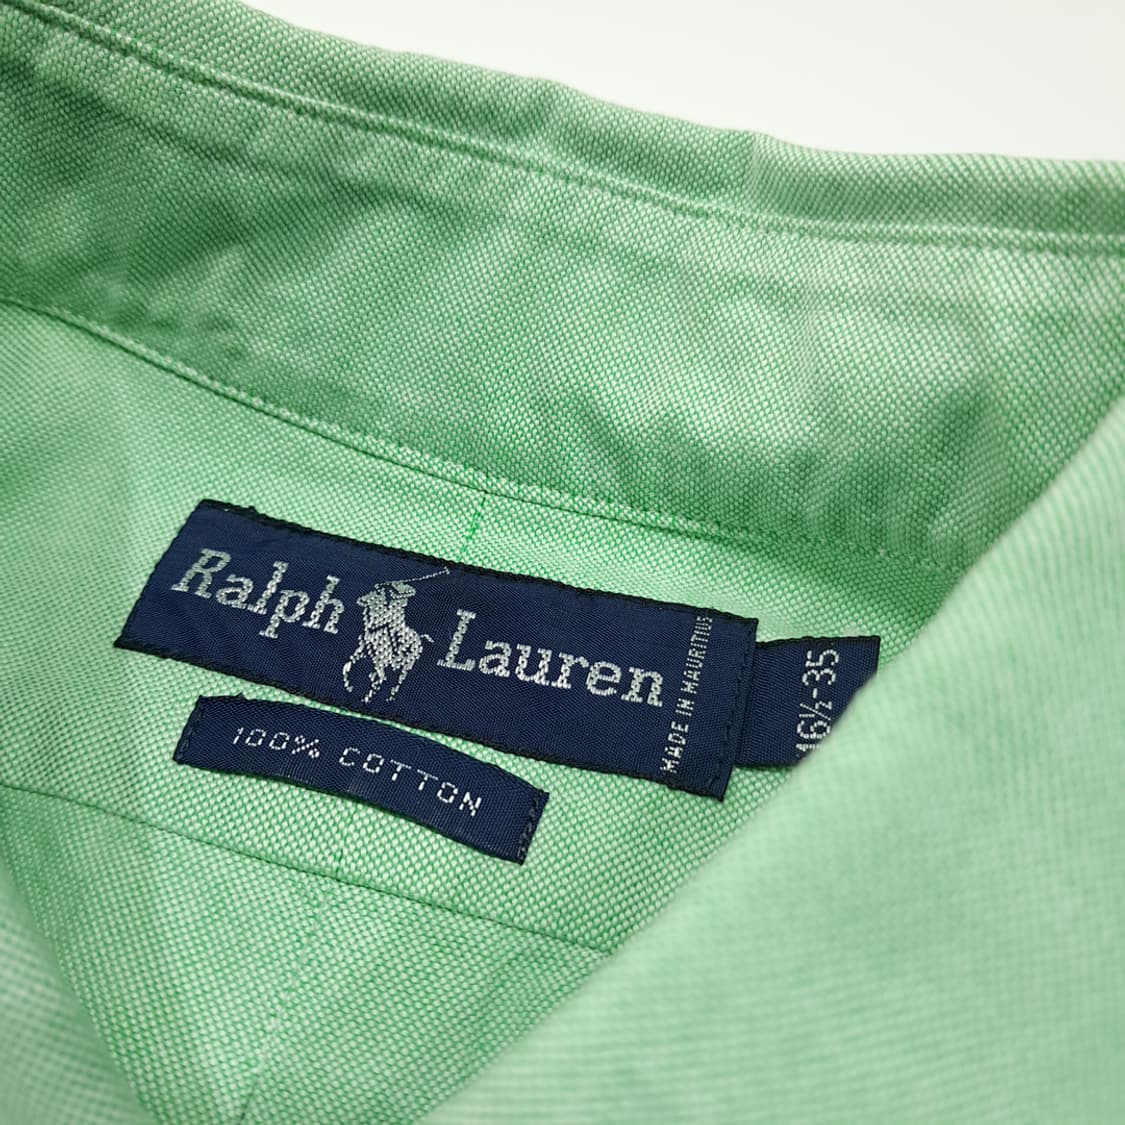 Ralph Lauren
MADE IN MAURITIUS
16½-35
100% COTTON